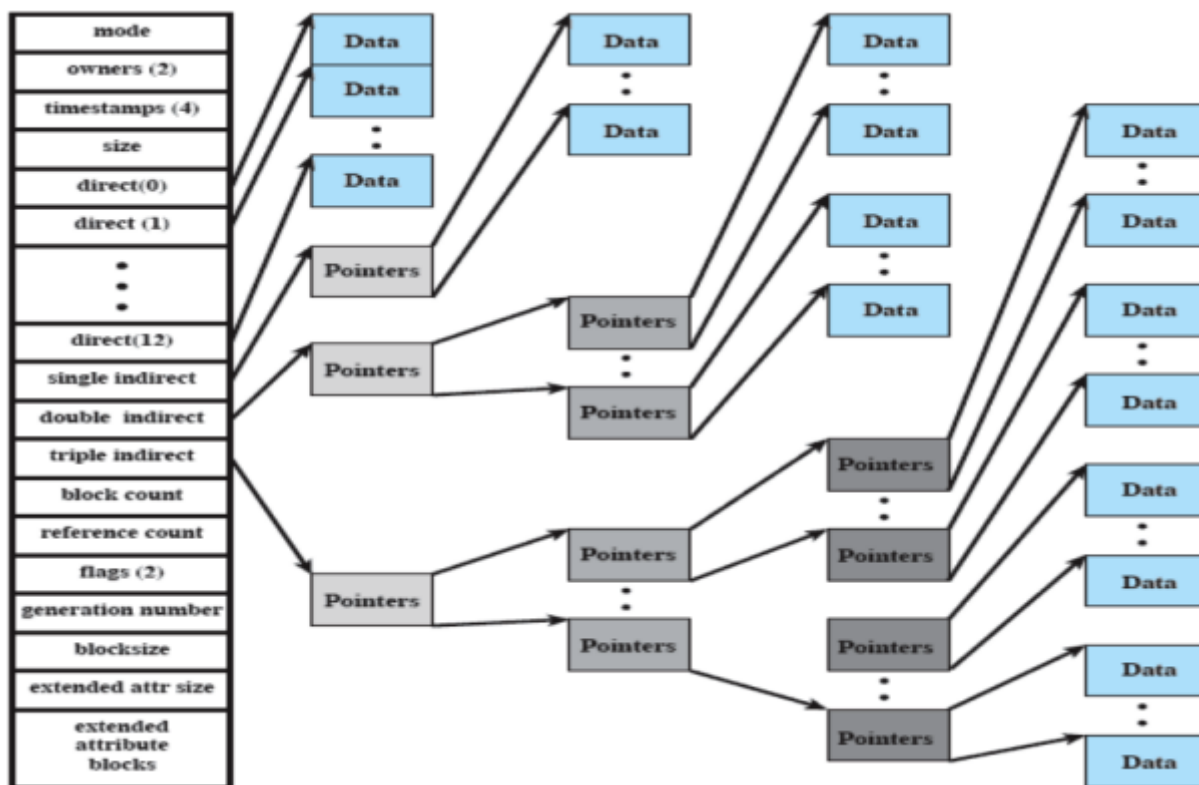 mode
owners (2)
timestamps (4)
size
direct(0)
direct (1)
direct(12)
single indirect
double indirect
triple indirect
block count
reference count
flags (2)
generation number
blocksize
extended attr size
extended
attribute
blocks
Data
Data
Data
Pointers
Pointers
Pointers
Data
Data
Pointers
Pointers
Pointers
Pointers
Data
Data
Data
Data
Pointers
Pointers
Pointers
Pointers
Data
Data
Data
Data
Data
Data
Data
Data